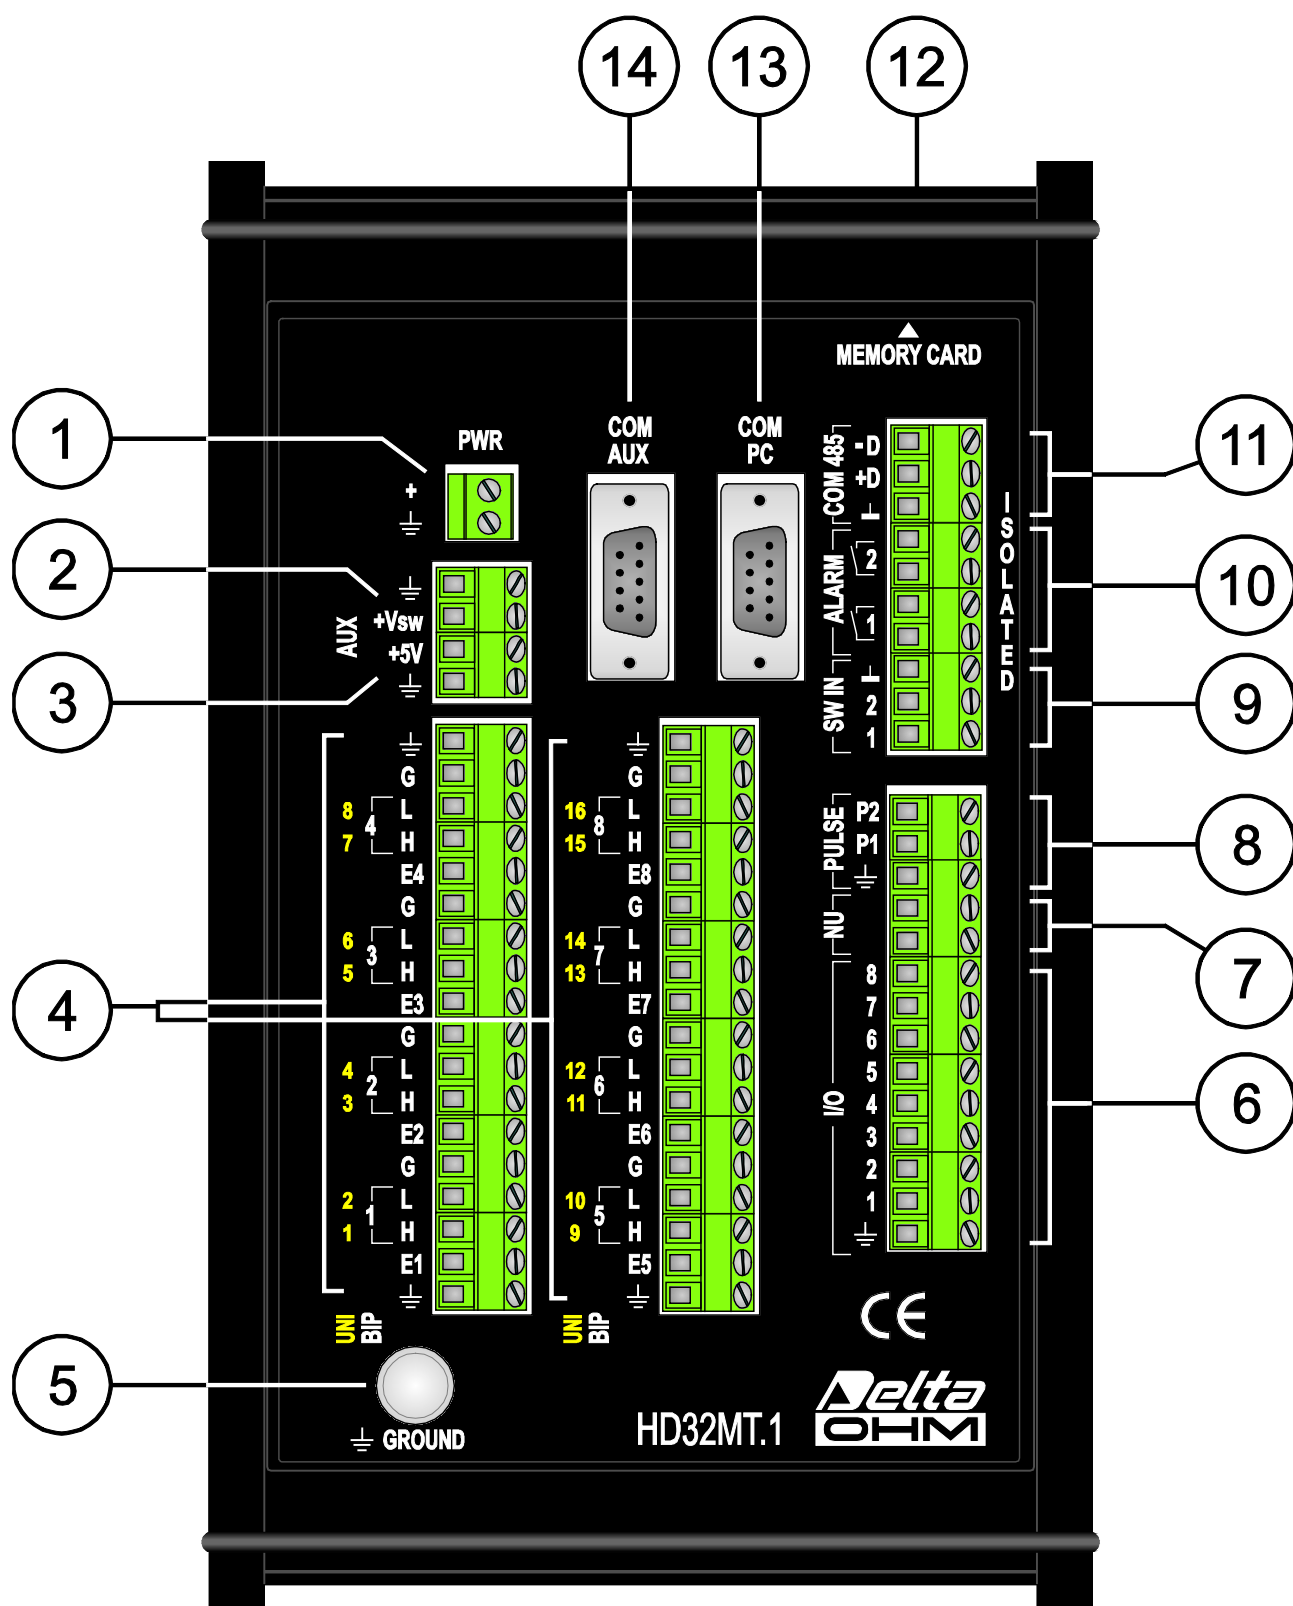 14
13
12
MEMORY CARD
1
PWR
+
COM
AUX
COM
PC
COM 485
-D
+D
11
ISOLATED
2
AUX
+Vsw
+5V
3
ALARM
2
1
10
SW IN
2
1
9
G
8
4
L
7
H
E4
G
6
3
L
5
H
E3
G
4
2
L
3
H
E2
G
2
1
L
1
H
E1
UNI
BIP
4
G
16
8
L
15
H
E8
G
14
7
L
13
H
E7
G
12
6
L
11
H
E6
G
10
5
L
9
H
E5
UNI
BIP
PULSE
P2
P1
8
NU
7
I/O
8
7
6
5
4
3
2
1
6
CE
5
GROUND
HD32MT.1
Delta
OHM